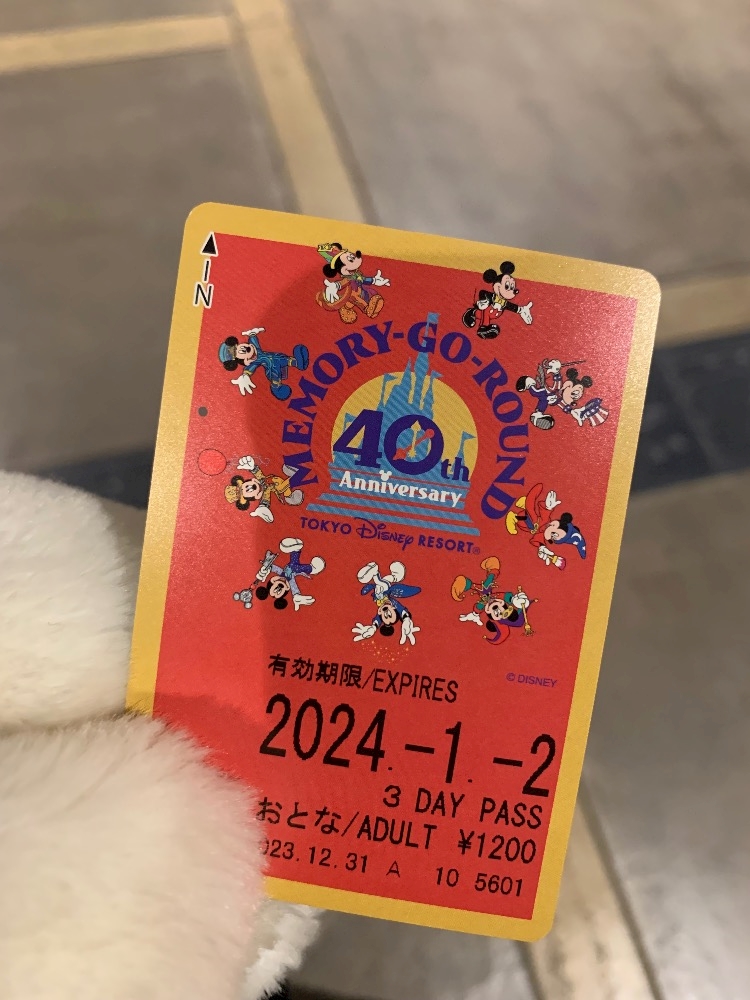 IN
MEMORY-GO-ROUND
40th
Anniversary
TOKYO Disney RESORT®
© DISNEY
有効期限/EXPIRES
2024.-1.-2
3 DAY PASS
おとな/ADULT ¥1200
023.12.31 A 10 5601